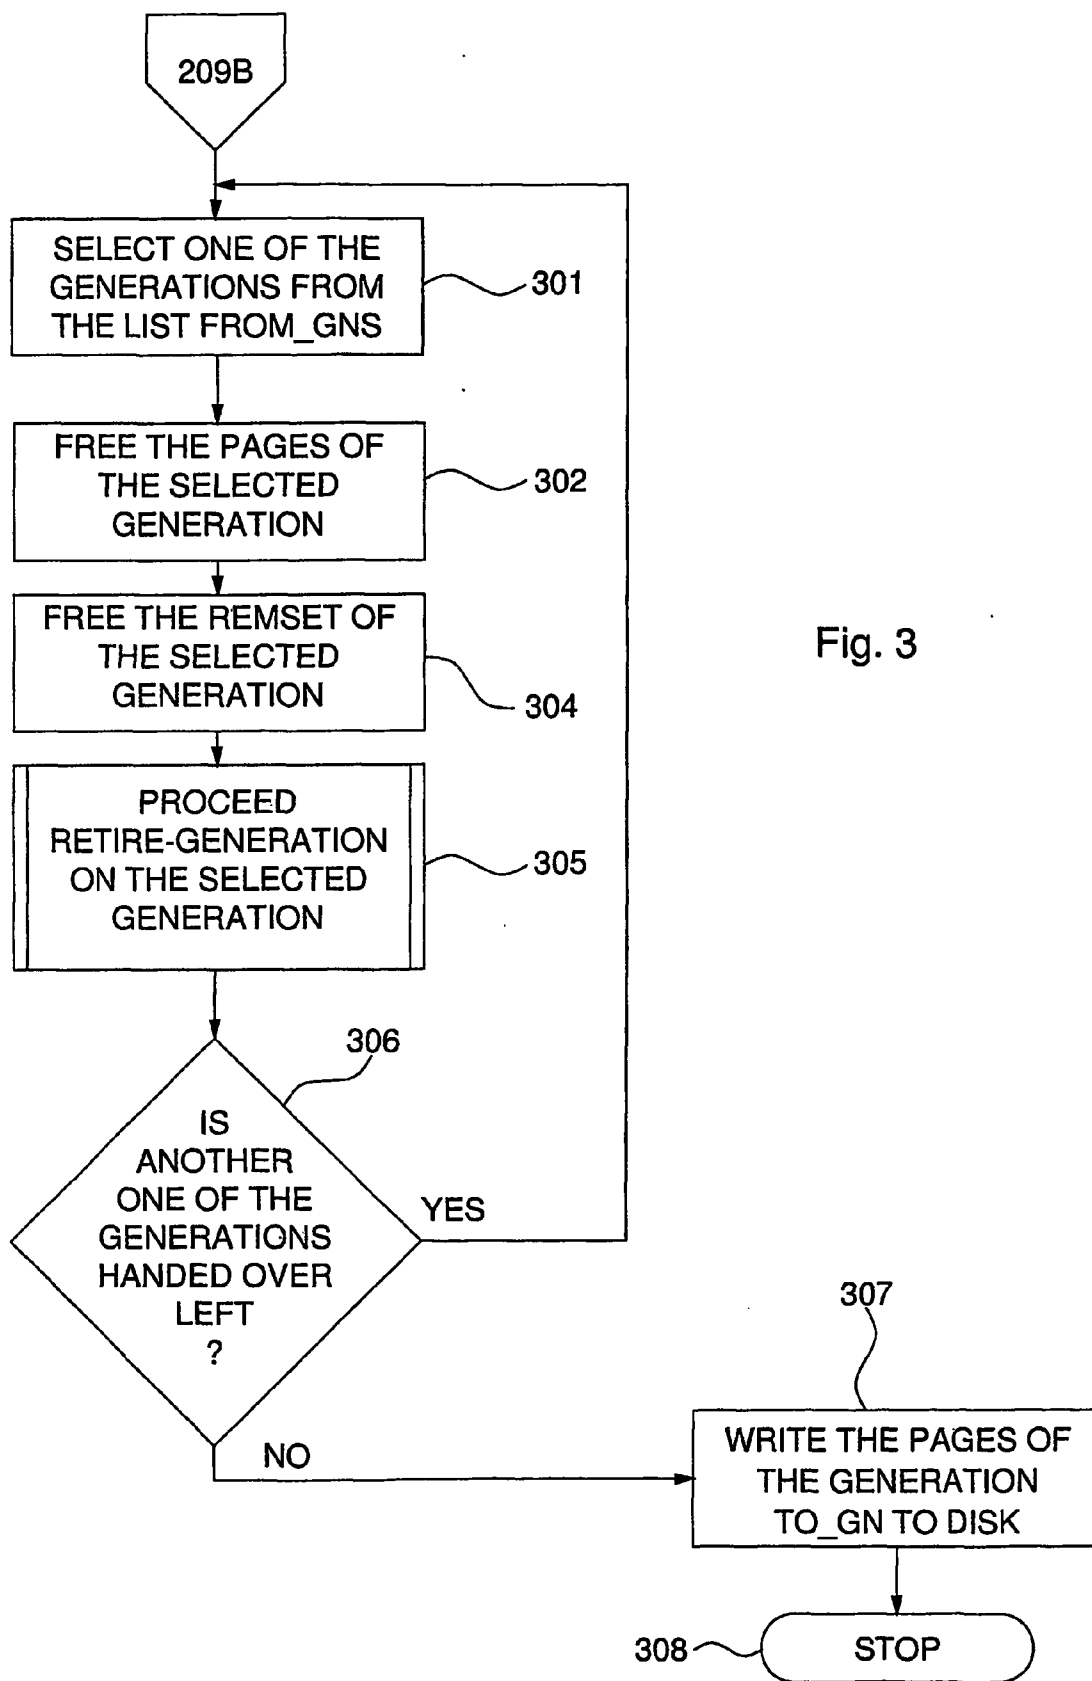 209B
SELECT ONE OF THE
GENERATIONS FROM
THE LIST FROM_GNS
301
FREE THE PAGES OF
THE SELECTED
GENERATION
302
FREE THE REMSET OF
THE SELECTED
GENERATION
304
Fig. 3
PROCEED
RETIRE-GENERATION
ON THE SELECTED
GENERATION
305
306
IS
ANOTHER
ONE OF THE
GENERATIONS
HANDED OVER
LEFT
?
YES
NO
307
WRITE THE PAGES OF
THE GENERATION
TO_GN TO DISK
308
STOP